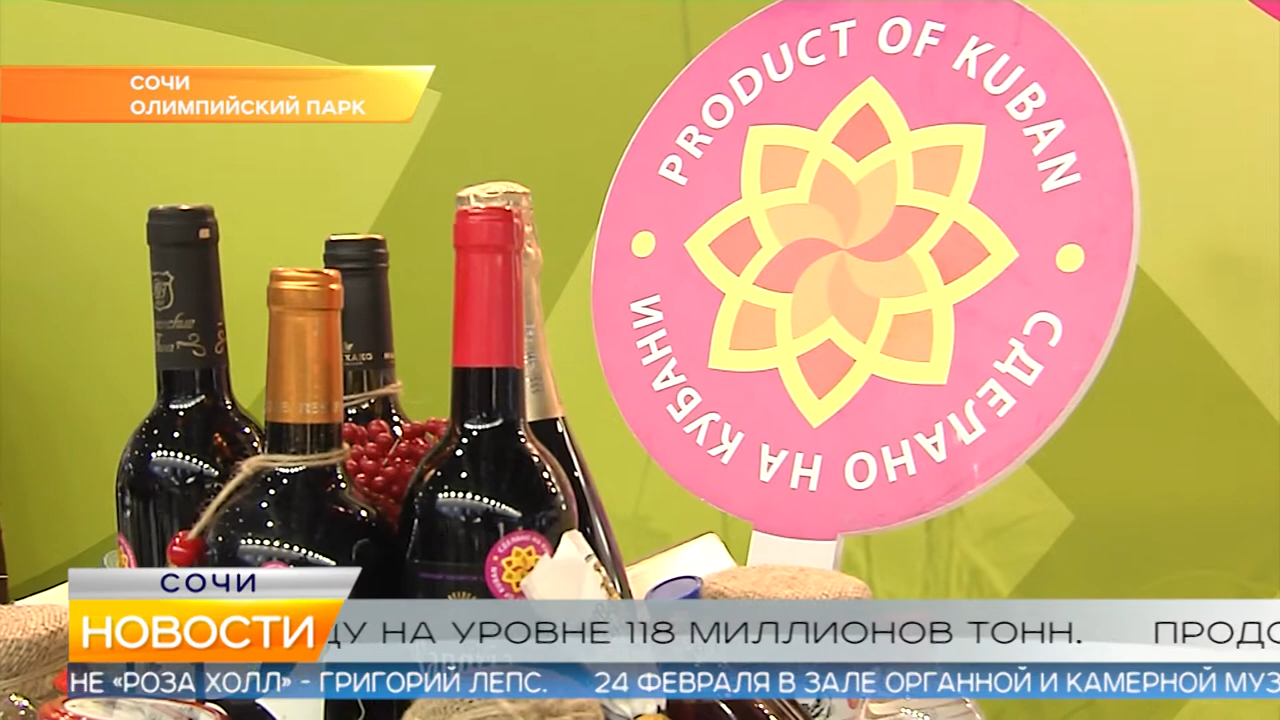 СОЧИ
ОЛИМПИЙСКИЙ ПАРК
PRODUCT OF KUBAN
СДЕЛАНО НА КУБАНИ
KUBAN
СОЧИ
НОВОСТИ
ДУ НА УРОВНЕ 118 МИЛЛИОНОВ ТОНН. ПРОДО
НЕ «РОЗА ХОЛЛ» - ГРИГОРИЙ ЛЕПС. 24 ФЕВРАЛЯ В ЗАЛЕ ОРГАННОЙ И КАМЕРНОЙ МУЗ